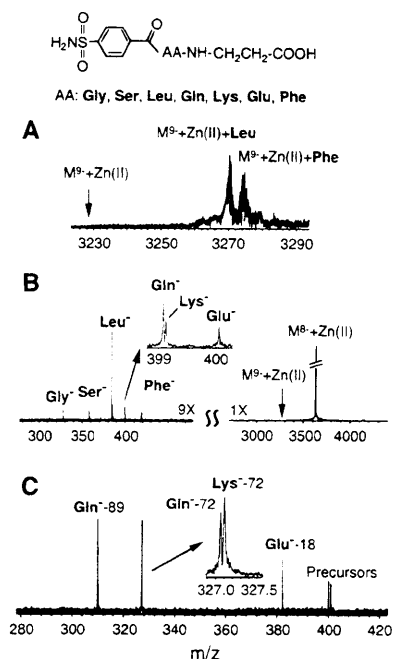 H₂N-S
O
O
O
AA-NH-CH₂CH₂-COOH
AA: Gly, Ser, Leu, Gln, Lys, Glu, Phe
A
M⁹⁻+Zn(II)+Leu
M⁹⁻+Zn(II)+Phe
M⁹⁻+Zn(II)
3230 3250 3270 3290
B
Gln⁻
Lys⁻
Glu⁻
Leu⁻
399 400
M⁸⁻+Zn(II)
M⁹⁻+Zn(II)
Gly⁻ Ser⁻ Phe⁻
9X 1X
300 350 400 3000 3500 4000
C
Lys⁻-72
Gln⁻-89 Gln⁻-72
Glu⁻-18
327.0 327.5
Precursors
280 300 320 340 360 380 400 420
m/z